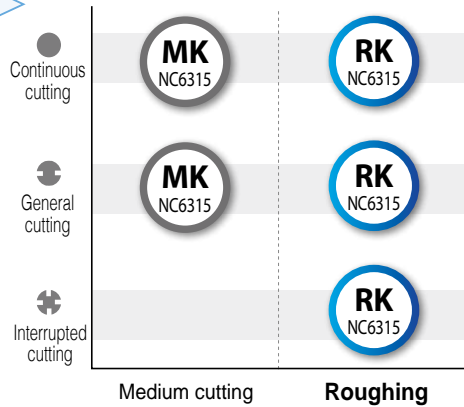 Continuous
cutting
MK
NC6315
RK
NC6315
General
cutting
MK
NC6315
RK
NC6315
Interrupted
cutting
RK
NC6315
Medium cutting
Roughing